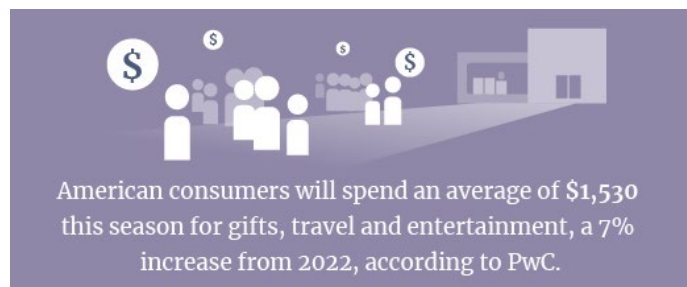 $
$
$
$
American consumers will spend an average of $1,530
this season for gifts, travel and entertainment, a 7%
increase from 2022, according to PwC.